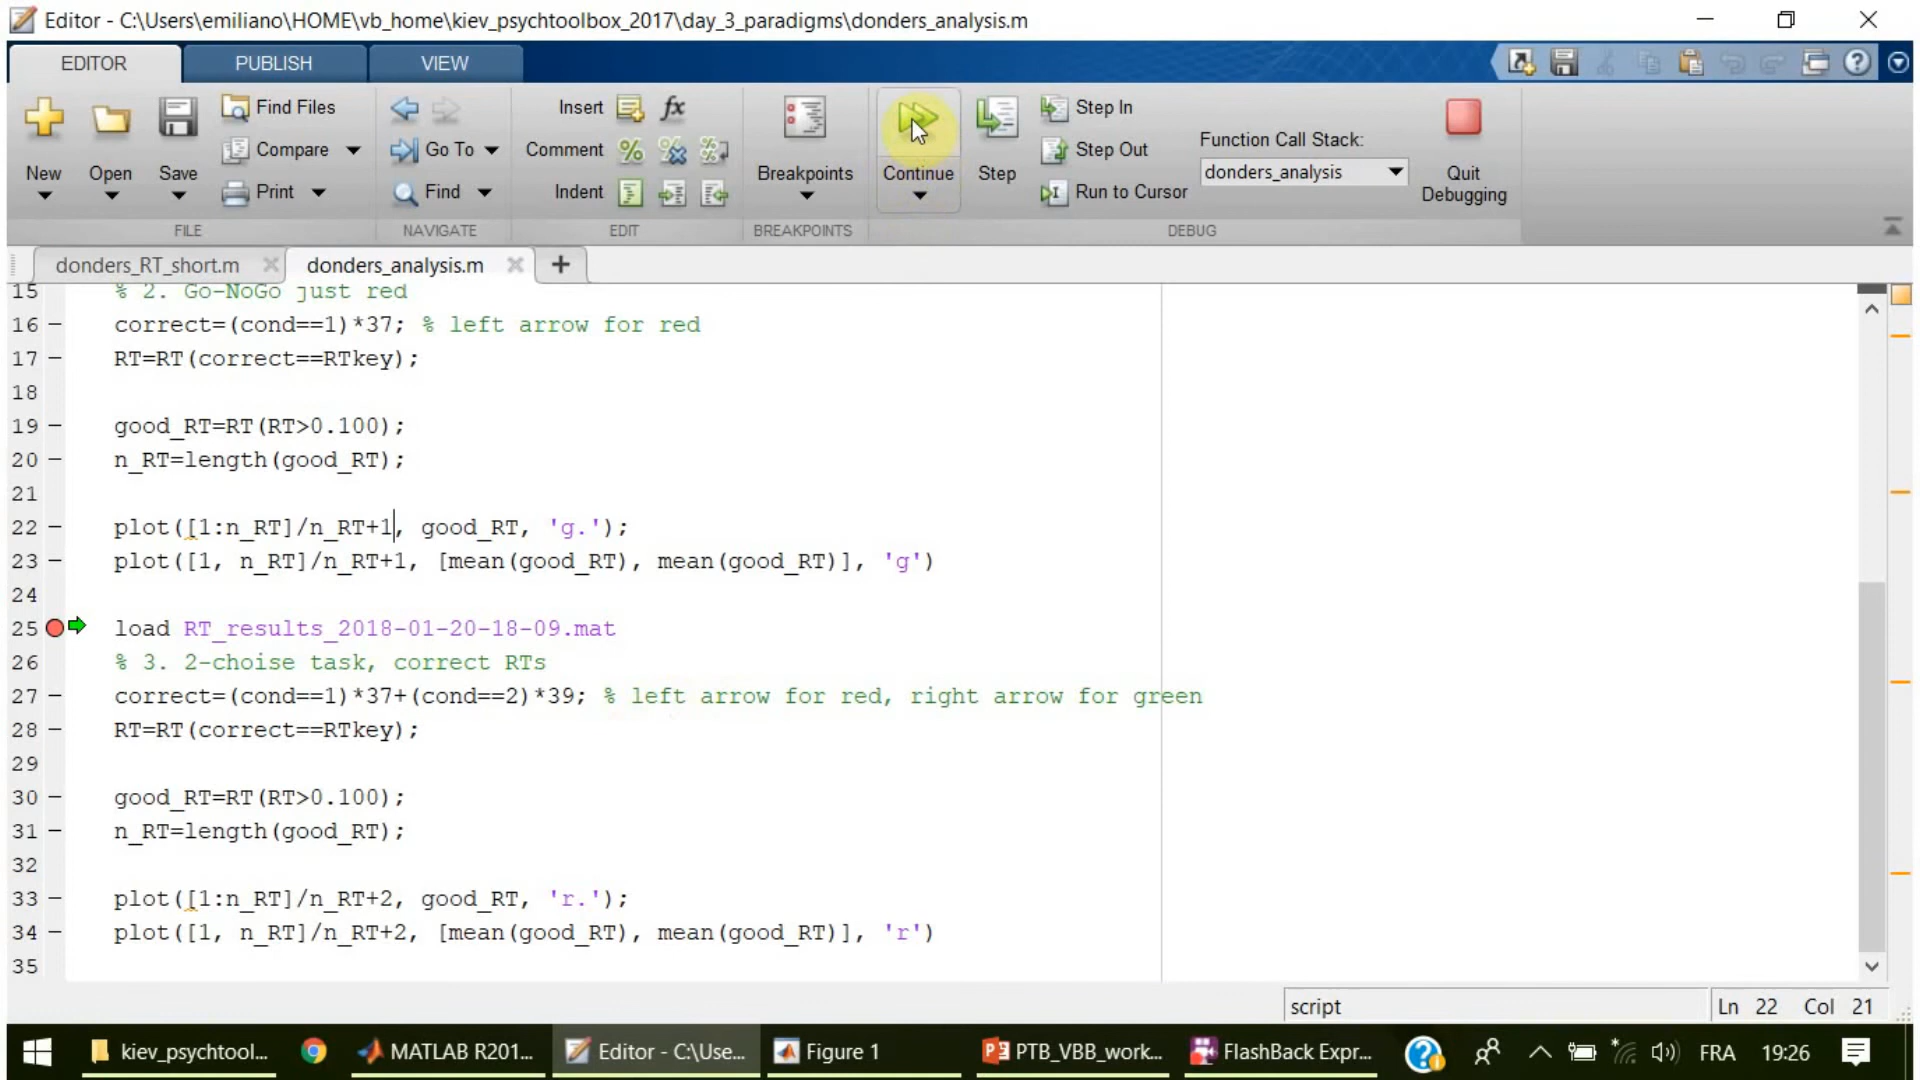 Editor - C:\Users\emiliano\HOME\vb_home\kiev_psychtoolbox_2017\day_3_paradigms\donders_analysis.m
EDITOR
PUBLISH
VIEW
New
Open
Save
Find Files
Compare
Print
Go To
Find
Insert
fx
Comment
Indent
Breakpoints
Continue
Step
Step In
Step Out
Run to Cursor
Function Call Stack:
donders_analysis
Quit
Debugging
FILE
NAVIGATE
EDIT
BREAKPOINTS
DEBUG
donders_RT_short.m
donders_analysis.m
15 % 2. Go-NoGo just red
16 - correct=(cond==1)*37; % left arrow for red
17 - RT=RT(correct==RTkey);
18
19 - good_RT=RT(RT>0.100);
20 - n_RT=length(good_RT);
21
22 - plot([1:n_RT]/n_RT+1, good_RT, 'g.');
23 - plot([1, n_RT]/n_RT+1, [mean(good_RT), mean(good_RT)], 'g')
24
25 load RT_results_2018-01-20-18-09.mat
26 % 3. 2-choise task, correct RTs
27 - correct=(cond==1)*37+(cond==2)*39; % left arrow for red, right arrow for green
28 - RT=RT(correct==RTkey);
29
30 - good_RT=RT(RT>0.100);
31 - n_RT=length(good_RT);
32
33 - plot([1:n_RT]/n_RT+2, good_RT, 'r.');
34 - plot([1, n_RT]/n_RT+2, [mean(good_RT), mean(good_RT)], 'r')
35
script
Ln 22 Col 21
kiev_psychtool...
MATLAB R201...
Editor - C:\Use...
Figure 1
PTB_VBB_work...
FlashBack Expr...
FRA
19:26